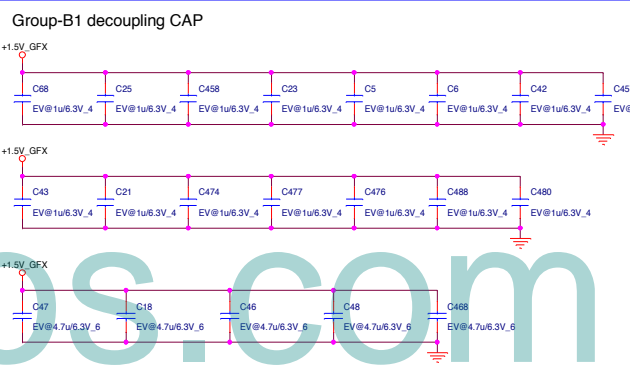 Group-B1 decoupling CAP
+1.5V_GFX
C68 C25 C458 C23 C5 C6 C42 C45
EV@1u/6.3V_4 EV@1u/6.3V_4 EV@1u/6.3V_4 EV@1u/6.3V_4 EV@1u/6.3V_4 EV@1u/6.3V_4 EV@1u/6.3V_4 EV@
+1.5V_GFX
C43 C21 C474 C477 C476 C488 C480
EV@1u/6.3V_4 EV@1u/6.3V_4 EV@1u/6.3V_4 EV@1u/6.3V_4 EV@1u/6.3V_4 EV@1u/6.3V_4 EV@1u/6.3V_4
+1.5V_GFX
C47 C18 C46 C48 C468
EV@4.7u/6.3V_6 EV@4.7u/6.3V_6 EV@4.7u/6.3V_6 EV@4.7u/6.3V_6 EV@4.7u/6.3V_6
os.com